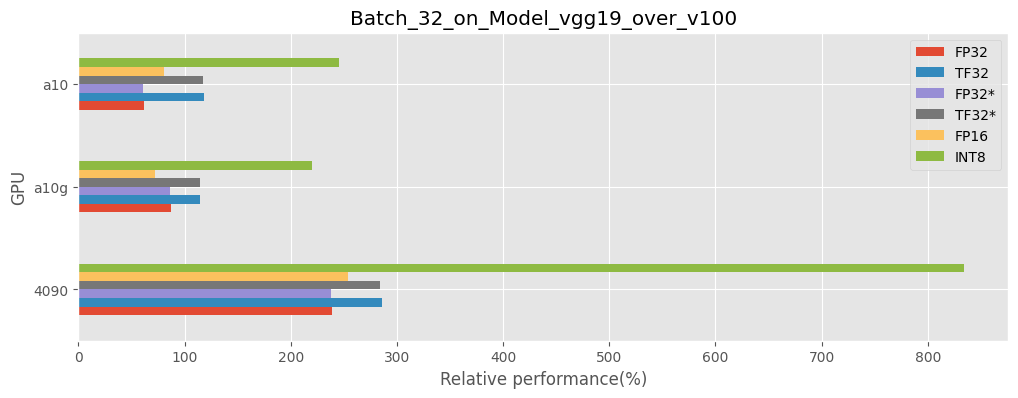 Batch_32_on_Model_vgg19_over_v100
FP32
TF32
FP32*
TF32*
FP16
INT8
GPU
a10
a10g
4090
0 100 200 300 400 500 600 700 800
Relative performance(%)